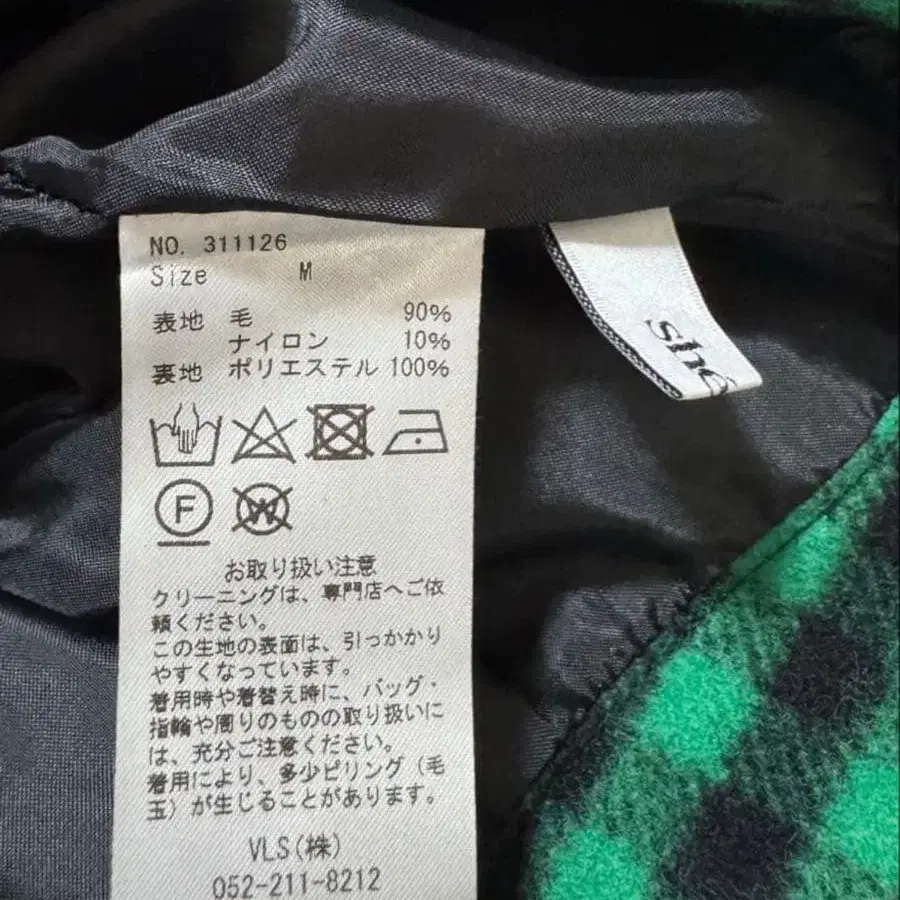 NO. 311126
Size M
表地 毛 90%
ナイロン 10%
裏地 ポリエステル 100%
F
W
お取り扱い注意
クリーニングは、専門店へご依
頼ください。
この生地の表面は、引っかかり
やすくなっています。
着用時や着替え時に、バッグ・
指輪や周りのものの取り扱いに
は、充分ご注意ください。
着用により、多少ピリング（毛
玉）が生じることがあります。
VLS(株)
052-211-8212